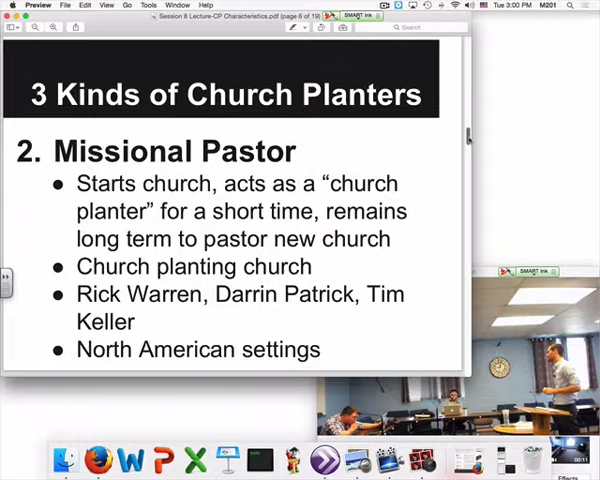 Preview File Edit View Go Tools Window Help
Tue 3:00 PM M201
Session 8 Lecture-CP Characteristics.pdf (page 6 of 19)
SMART Ink
Search
3 Kinds of Church Planters
2. Missional Pastor
● Starts church, acts as a “church
planter” for a short time, remains
long term to pastor new church
● Church planting church
● Rick Warren, Darrin Patrick, Tim
Keller
● North American settings
SMART Ink
Effects